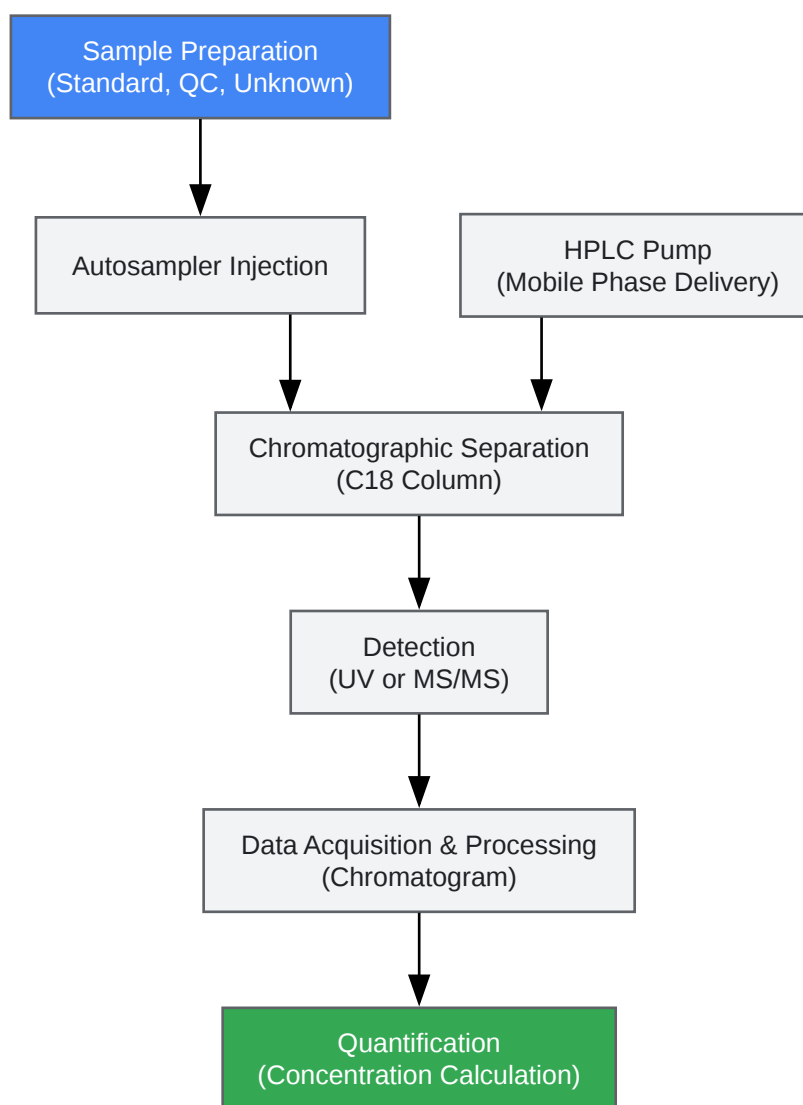 Sample Preparation
(Standard, QC, Unknown)
Autosampler Injection
HPLC Pump
(Mobile Phase Delivery)
Chromatographic Separation
(C18 Column)
Detection
(UV or MS/MS)
Data Acquisition & Processing
(Chromatogram)
Quantification
(Concentration Calculation)